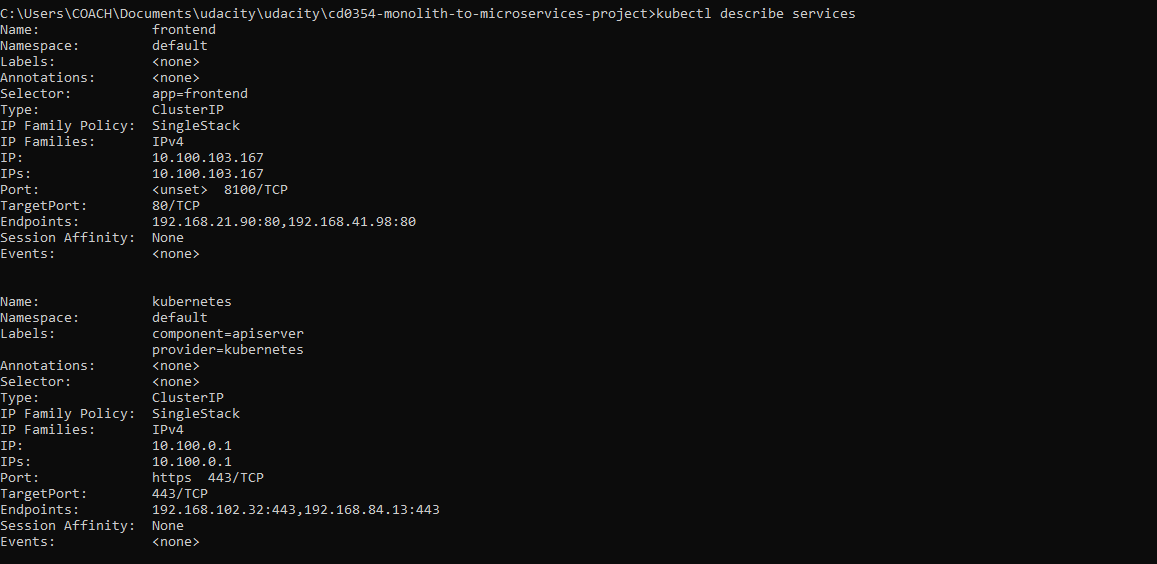 C:\Users\COACH\Documents\udacity\udacity\cd0354-monolith-to-microservices-project>kubectl describe services
Name:              frontend
Namespace:         default
Labels:            <none>
Annotations:       <none>
Selector:          app=frontend
Type:              ClusterIP
IP Family Policy:  SingleStack
IP Families:       IPv4
IP:                10.100.103.167
IPs:               10.100.103.167
Port:              <unset>  8100/TCP
TargetPort:        80/TCP
Endpoints:         192.168.21.90:80,192.168.41.98:80
Session Affinity:  None
Events:            <none>
Name:              kubernetes
Namespace:         default
Labels:            component=apiserver
                   provider=kubernetes
Annotations:       <none>
Selector:          <none>
Type:              ClusterIP
IP Family Policy:  SingleStack
IP Families:       IPv4
IP:                10.100.0.1
IPs:               10.100.0.1
Port:              https  443/TCP
TargetPort:        443/TCP
Endpoints:         192.168.102.32:443,192.168.84.13:443
Session Affinity:  None
Events:            <none>